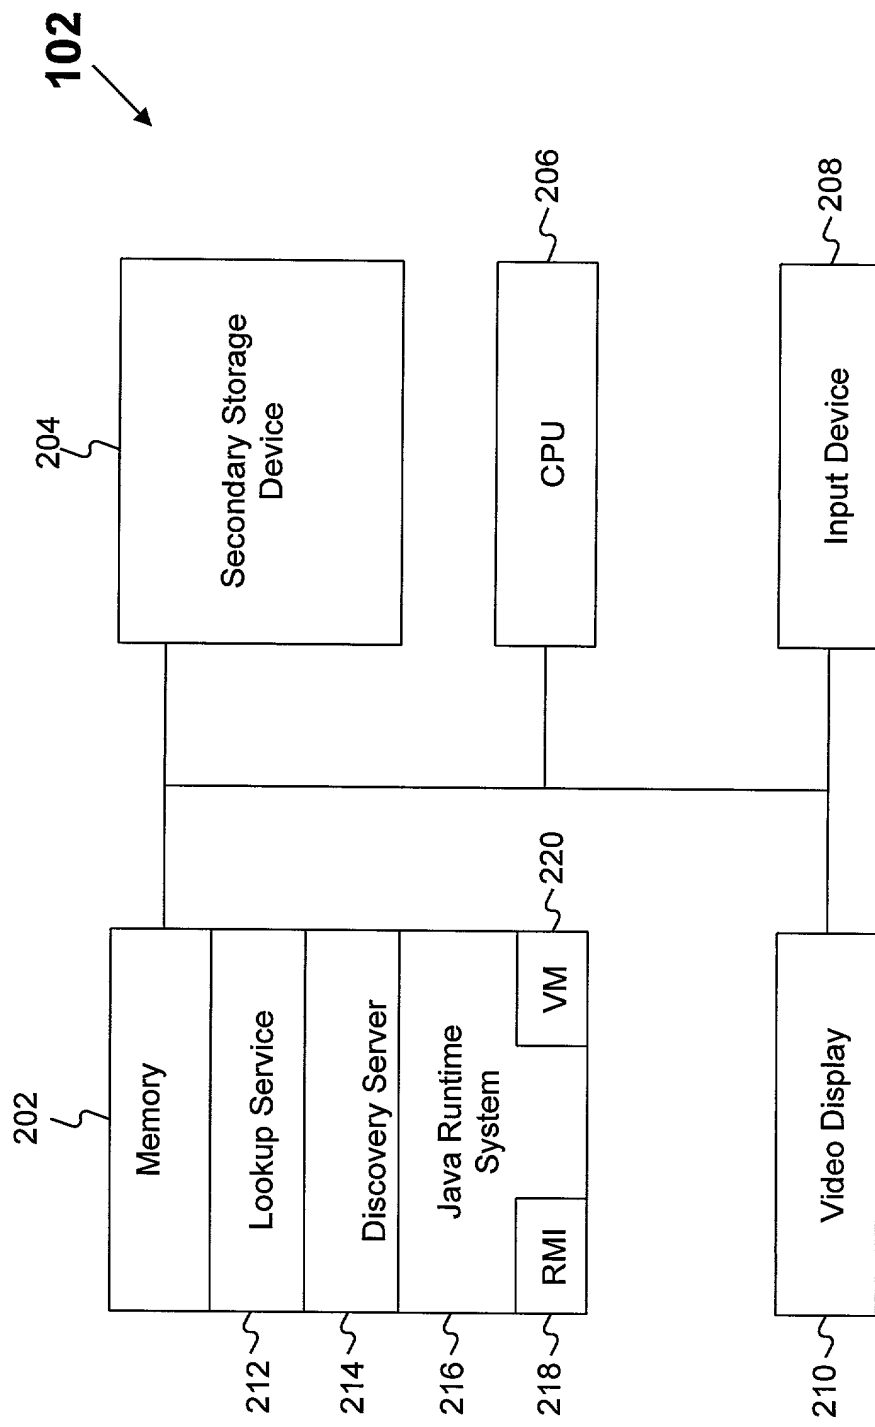 102
202
Memory
212
Lookup Service
214
Discovery Server
216
Java Runtime
System
218
RMI
VM
220
204
Secondary Storage
Device
CPU
206
210
Video Display
Input Device
208